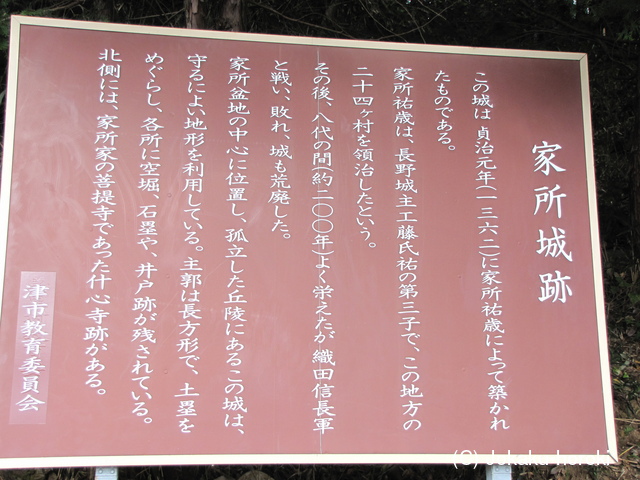 家所城跡
この城は 貞治元年(一三六二)に家所祐歳によって築かれ
たものである。
家所祐歳は、長野城主工藤氏祐の第三子で、この地方の
二十四ヶ村を領治したという。
その後、八代の間(約二〇〇年)よく栄えたが 織田信長軍
と戦い、敗れ、城も荒廃した。
家所盆地の中心に位置し、孤立した丘陵にあるこの城は、
守るによい地形を利用している。主郭は長方形で、土塁を
めぐらし、各所に空堀、石塁や、井戸跡が残されている。
北側には、家所家の菩提寺であった什心寺跡がある。
津市教育委員会